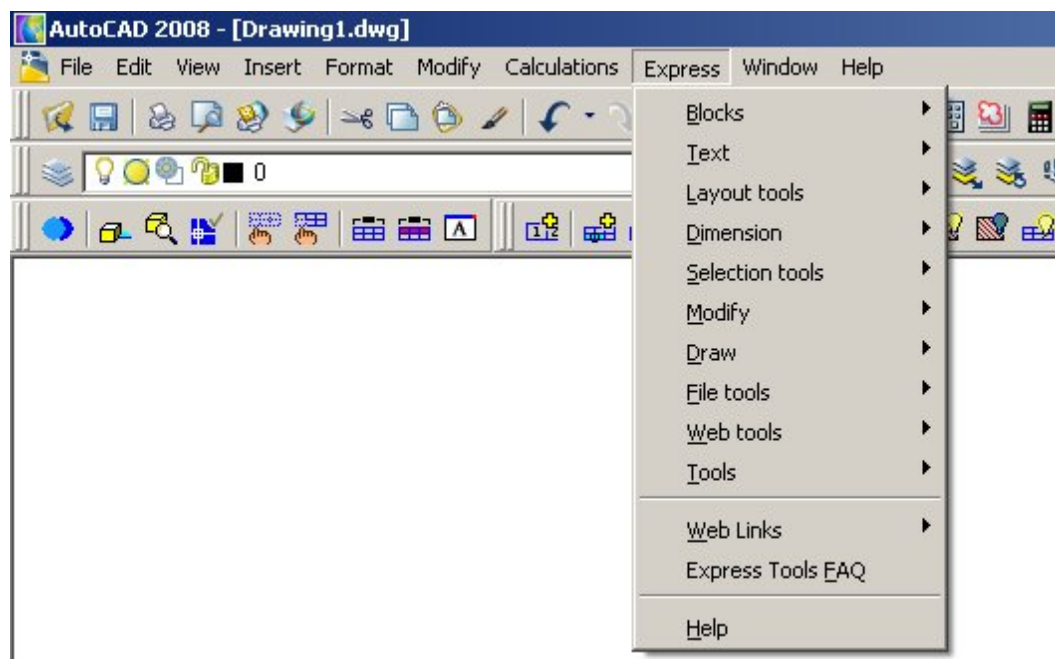 AutoCAD 2008 - [Drawing1.dwg]
File Edit View Insert Format Modify Calculations Express Window Help
0
Blocks
Text
Layout tools
Dimension
Selection tools
Modify
Draw
File tools
Web tools
Tools
Web Links
Express Tools FAQ
Help